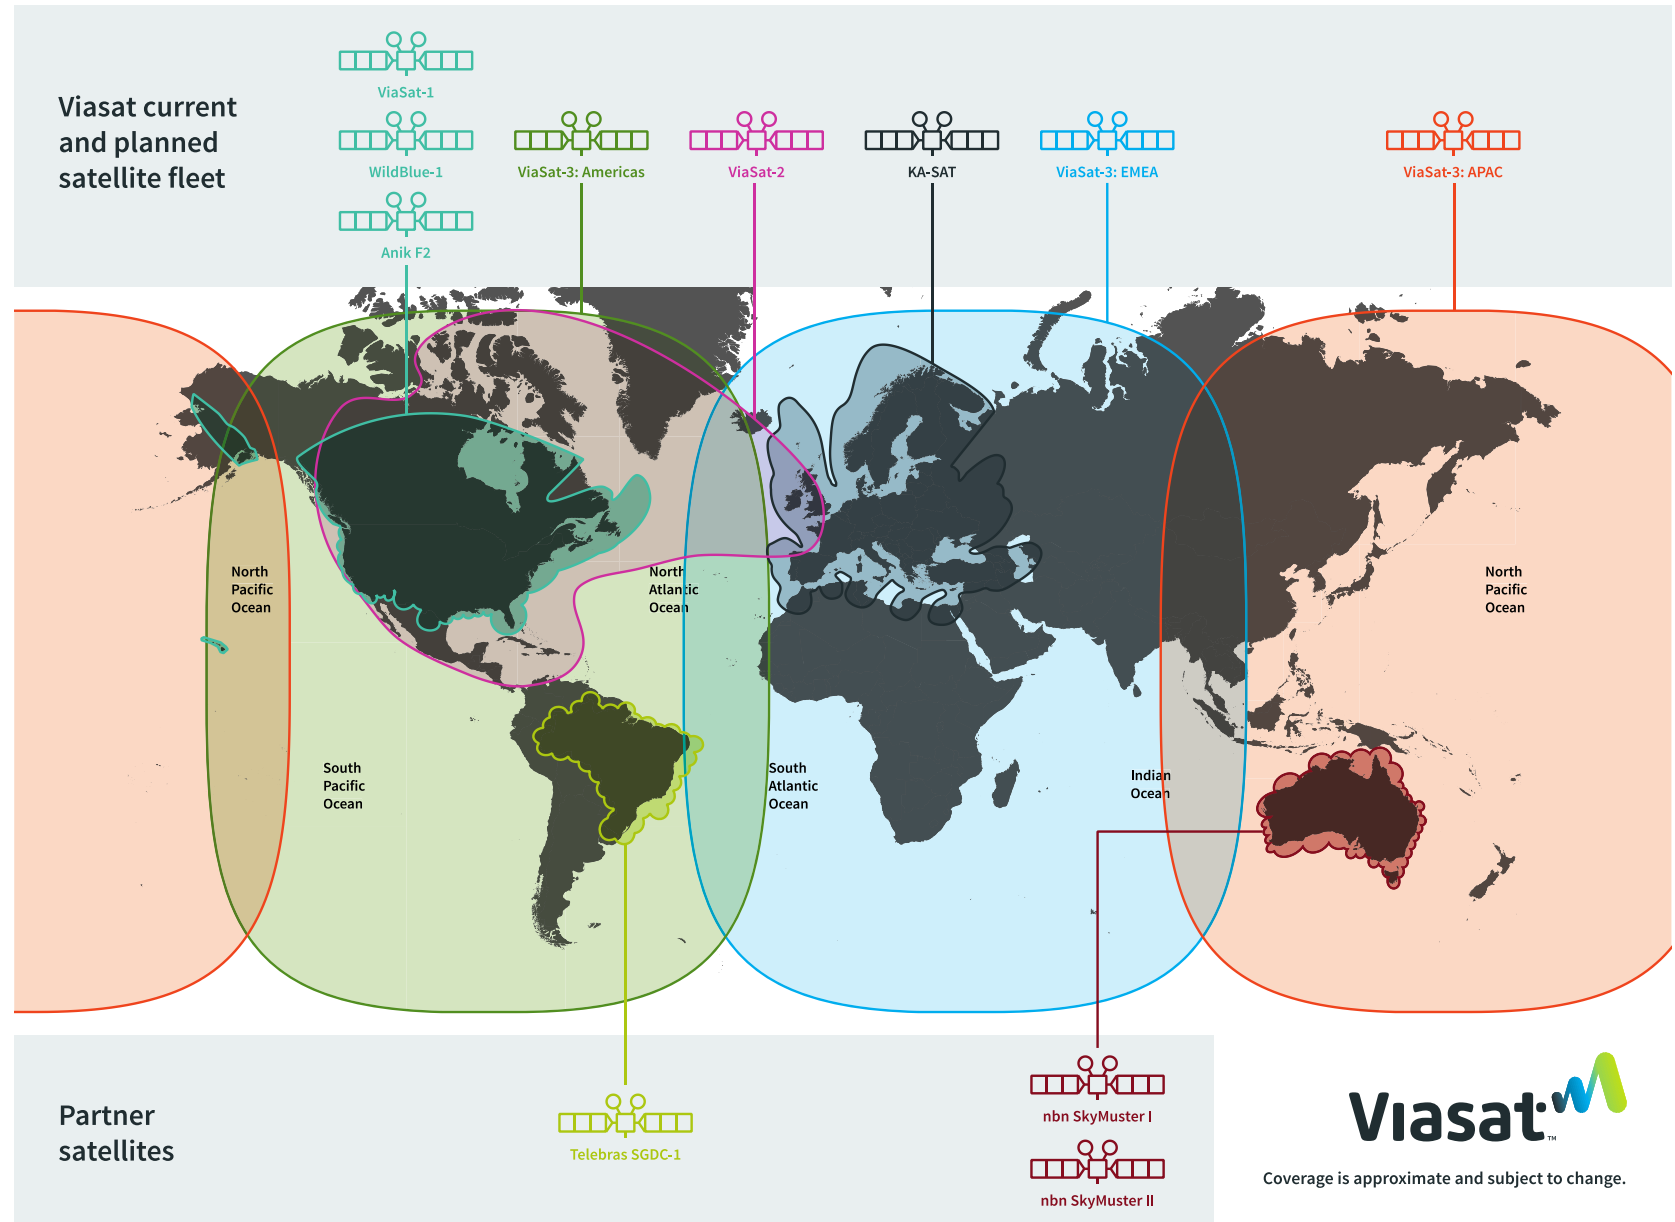 Viasat current
and planned
satellite fleet
ViaSat-1
WildBlue-1
Anik F2
ViaSat-3: Americas
ViaSat-2
KA-SAT
ViaSat-3: EMEA
ViaSat-3: APAC
North
Pacific
Ocean
North
Atlantic
Ocean
North
Pacific
Ocean
South
Pacific
Ocean
South
Atlantic
Ocean
Indian
Ocean
Partner
satellites
Telebras SGDC-1
nbn SkyMuster I
nbn SkyMuster II
Viasat™
Coverage is approximate and subject to change.